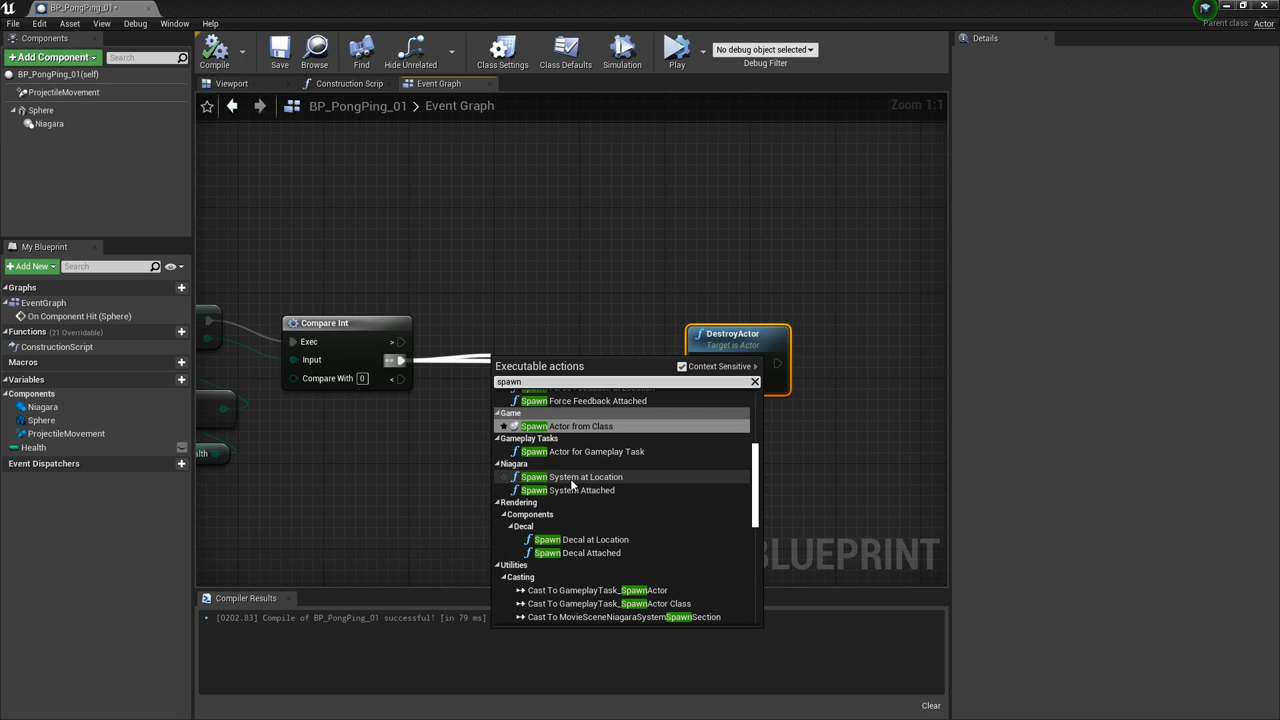 BP_PongPing_01*
Parent class: Actor
File Edit Asset View Debug Window Help
Components
Details
+Add Component
Search
Compile
Save
Browse
Find
Hide Unrelated
Class Settings
Class Defaults
Simulation
Play
No debug object selected
Debug Filter
BP_PongPing_01(self)
ProjectileMovement
Sphere
Niagara
Viewport
Construction Scrip
Event Graph
BP_PongPing_01 > Event Graph
Zoom 1:1
My Blueprint
+Add New
Search
Graphs
EventGraph
On Component Hit (Sphere)
Functions (21 Overridable)
ConstructionScript
Macros
Variables
Components
Niagara
Sphere
ProjectileMovement
Health
Event Dispatchers
Compare Int
Exec >
Input ==
Compare With 0 <
alth
DestroyActor
Target is Actor
Executable actions
Context Sensitive
spawn
Spawn Force Feedback at Location
Spawn Force Feedback Attached
Game
Spawn Actor from Class
Gameplay Tasks
Spawn Actor for Gameplay Task
Niagara
Spawn System at Location
Spawn System Attached
Rendering
Components
Decal
Spawn Decal at Location
Spawn Decal Attached
Utilities
Casting
Cast To GameplayTask_SpawnActor
Cast To GameplayTask_SpawnActor Class
Cast To MovieSceneNiagaraSystemSpawnSection
BLUEPRINT
Compiler Results
[0202.83] Compile of BP_PongPing_01 successful! [in 79 ms]
Clear